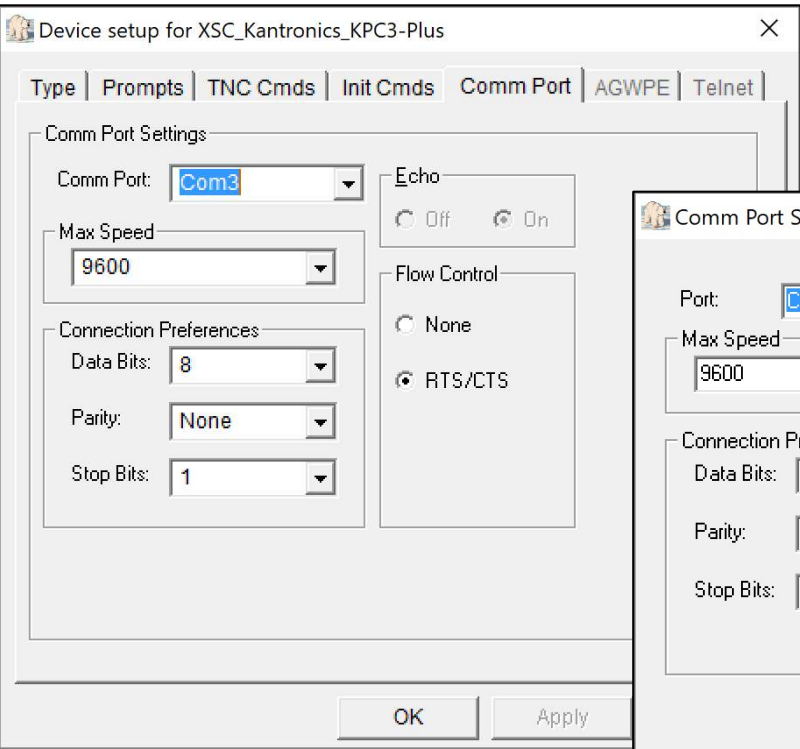 Device setup for XSC_Kantronics_KPC3-Plus
Type Prompts TNC Cmds Init Cmds Comm Port AGWPE Telnet
Comm Port Settings
Comm Port: Com3
Echo
Off On
Max Speed
9600
Flow Control
None
RTS/CTS
Connection Preferences
Data Bits: 8
Parity: None
Stop Bits: 1
OK Apply
Comm Port S
Port: C
Max Speed
9600
Connection Pr
Data Bits:
Parity:
Stop Bits: